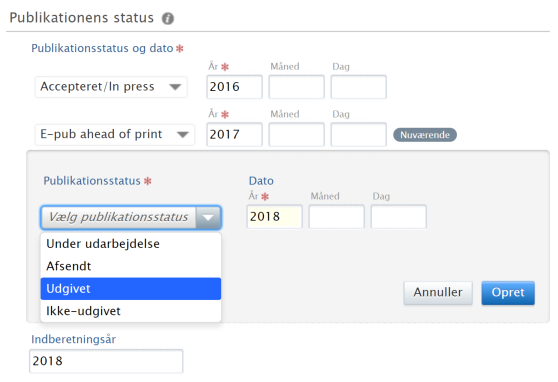 Publikationens status i
Publikationsstatus og dato *
År * Måned Dag
Accepteret/In press 2016
År * Måned Dag
E-pub ahead of print 2017 Nuværende
Publikationsstatus * Dato
År * Måned Dag
Vælg publikationsstatus 2018
Under udarbejdelse
Afsendt
Udgivet
Ikke-udgivet
Annuller Opret
Indberetningsår
2018